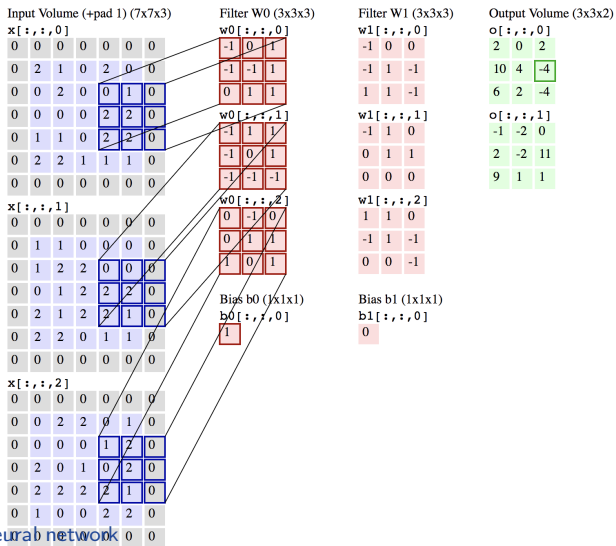 Input Volume (+pad 1) (7x7x3) Filter W0 (3x3x3) Filter W1 (3x3x3) Output Volume (3x3x2)
x[:,:,0] w0[:,:,0] w1[:,:,0] o[:,:,0]
0 0 0 0 0 0 0 -1 0 1 -1 0 0 2 0 2
0 2 1 0 2 0 0 -1 -1 1 -1 1 -1 10 4 -4
0 0 2 0 0 1 0 0 1 1 1 1 -1 6 2 -4
w0[:,:,1] w1[:,:,1] o[:,:,1]
0 0 0 0 2 2 0 -1 1 1 -1 1 0 -1 -2 0
0 1 1 0 2 2 0 -1 0 1 0 1 1 2 -2 11
0 2 2 1 1 1 0 -1 -1 -1 0 0 0 9 1 1
0 0 0 0 0 0 0
x[:,:,1] w0[:,:,2] w1[:,:,2]
0 0 0 0 0 0 0 0 -1 0 1 1 0
0 1 1 0 0 0 0 0 1 1 -1 1 -1
0 1 2 2 0 0 0 1 0 1 0 0 -1
0 0 1 2 2 2 0
Bias b0 (1x1x1) Bias b1 (1x1x1)
b0[:,:,0] b1[:,:,0]
0 2 1 2 2 1 0 1 0
0 2 2 0 1 1 0
0 0 0 0 0 0 0
x[:,:,2]
0 0 0 0 0 0 0
0 0 2 2 0 1 0
0 0 0 0 1 2 0
0 2 0 1 0 2 0
0 2 2 2 2 1 0
0 1 0 0 2 2 0
0 0 0 0 0 0 0
network